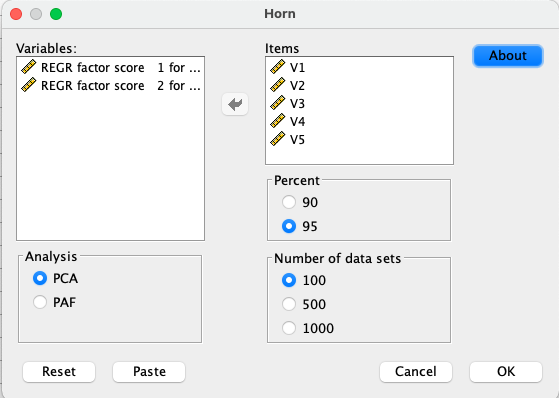 Horn
Variables:
REGR factor score 1 for ...
REGR factor score 2 for ...
Items
V1
V2
V3
V4
V5
About
Percent
90
95
Analysis
PCA
PAF
Number of data sets
100
500
1000
Reset
Paste
Cancel
OK